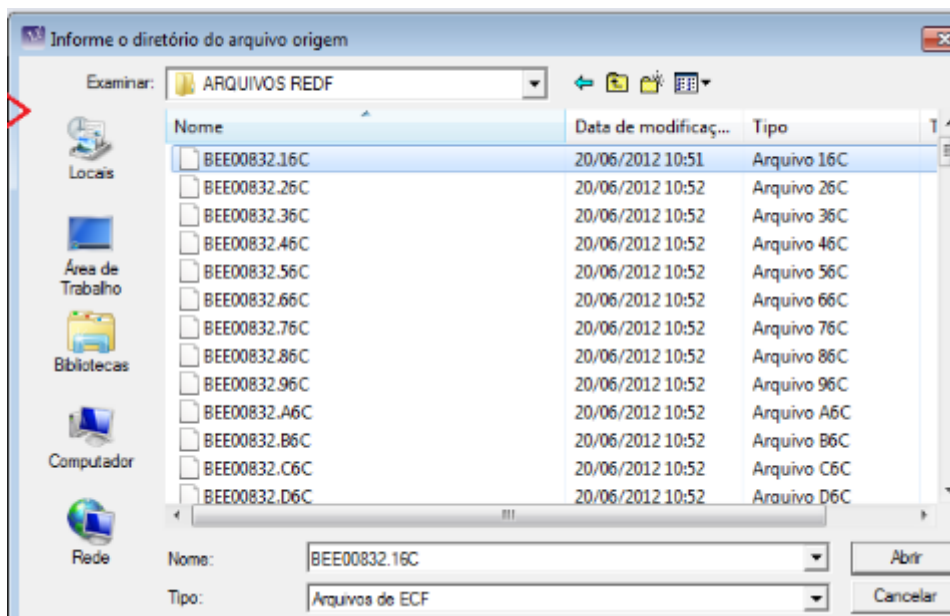 Informe o diretório do arquivo origem
Examinar: ARQUIVOS REDF
Nome Data de modificaç... Tipo T
BEE00832.16C 20/06/2012 10:51 Arquivo 16C
BEE00832.26C 20/06/2012 10:52 Arquivo 26C
BEE00832.36C 20/06/2012 10:52 Arquivo 36C
BEE00832.46C 20/06/2012 10:52 Arquivo 46C
BEE00832.56C 20/06/2012 10:52 Arquivo 56C
BEE00832.66C 20/06/2012 10:52 Arquivo 66C
BEE00832.76C 20/06/2012 10:52 Arquivo 76C
BEE00832.86C 20/06/2012 10:52 Arquivo 86C
BEE00832.96C 20/06/2012 10:52 Arquivo 96C
BEE00832.A6C 20/06/2012 10:52 Arquivo A6C
BEE00832.B6C 20/06/2012 10:52 Arquivo B6C
BEE00832.C6C 20/06/2012 10:52 Arquivo C6C
BEE00832.D6C 20/06/2012 10:52 Arquivo D6C
Locais
Área de
Trabalho
Bibliotecas
Computador
Rede
Nome: BEE00832.16C Abrir
Tipo: Arquivos de ECF Cancelar